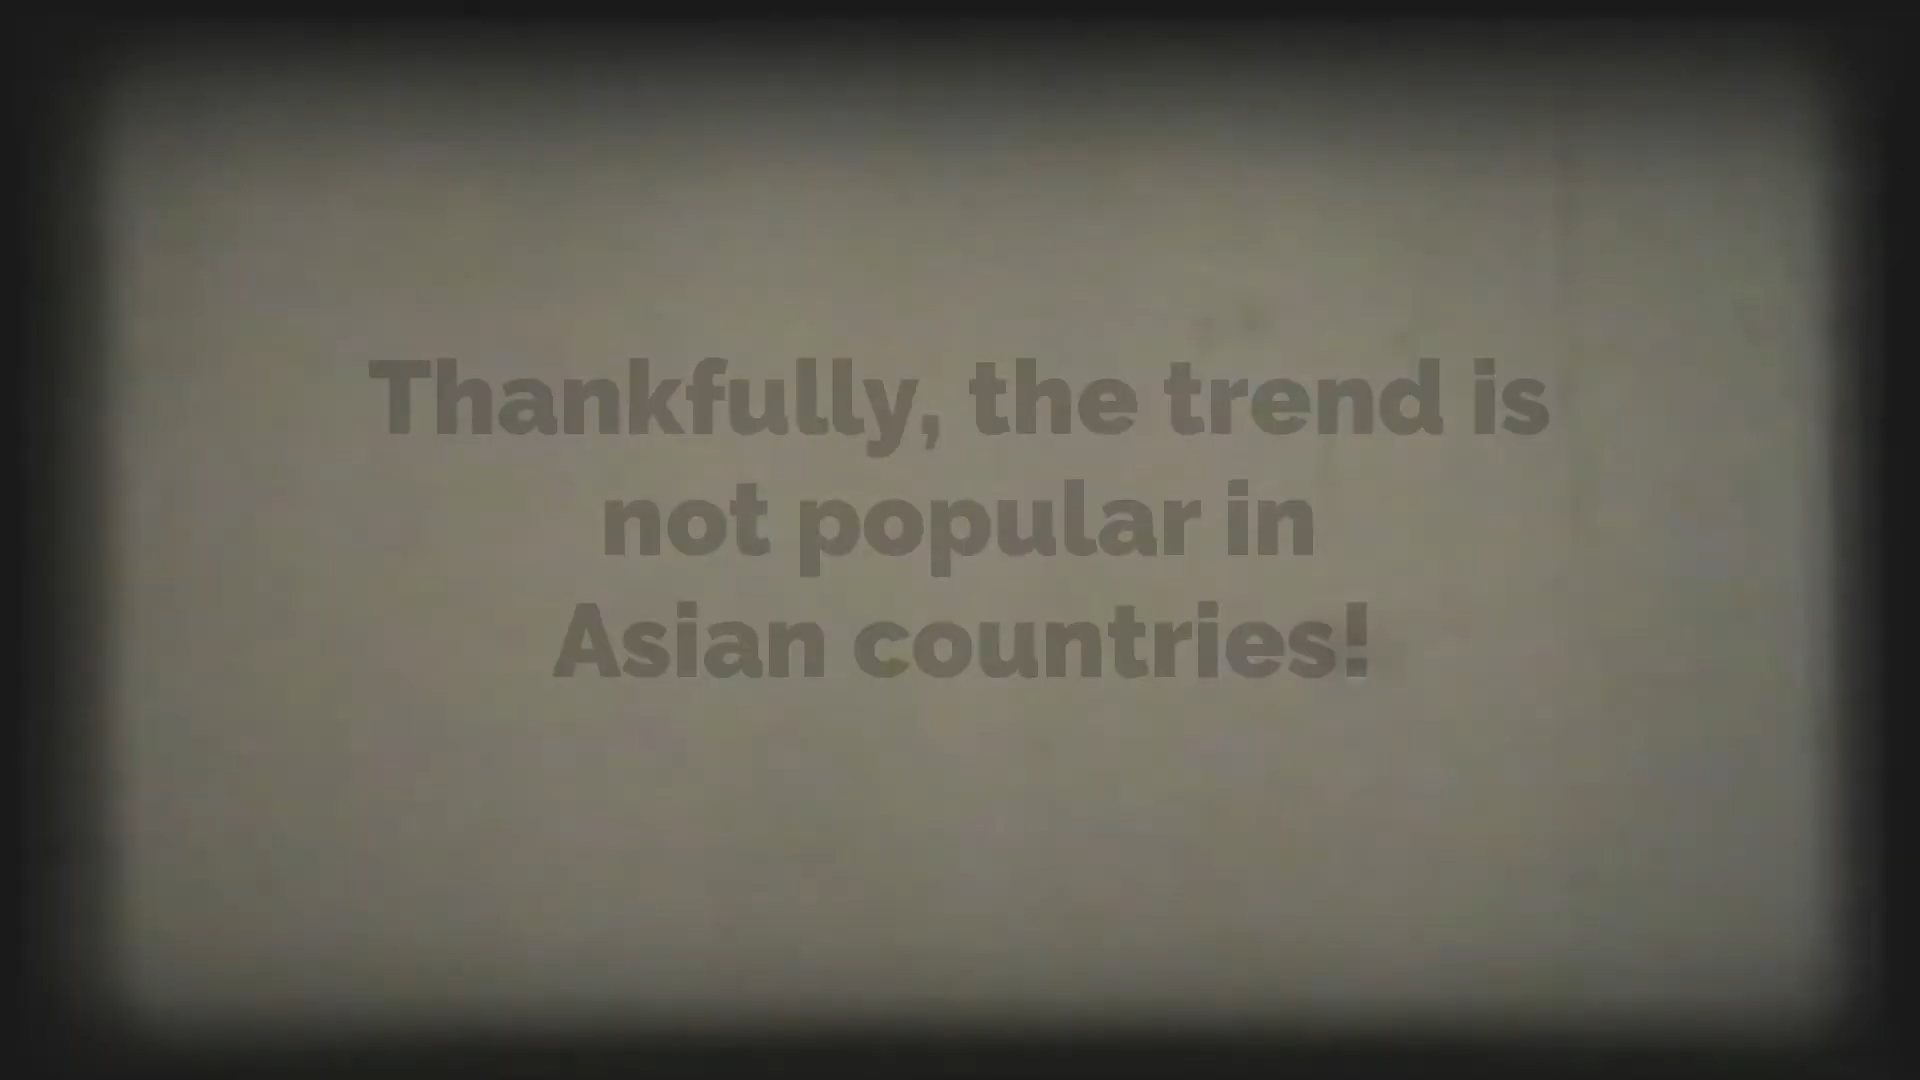 Thankfully, the trend is
not popular in
Asian countries!